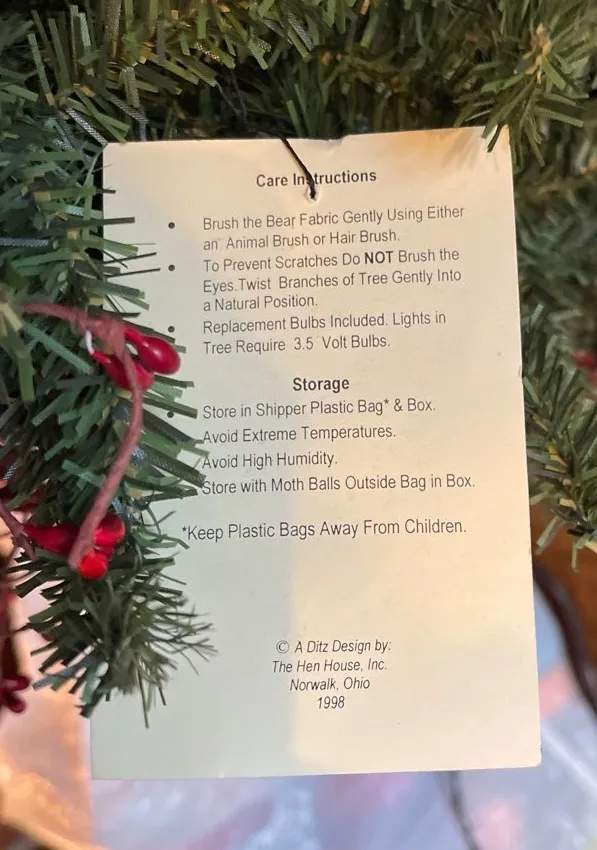 Care Instructions
• Brush the Bear Fabric Gently Using Either
an Animal Brush or Hair Brush.
• To Prevent Scratches Do NOT Brush the
Eyes.Twist Branches of Tree Gently Into
a Natural Position.
• Replacement Bulbs Included. Lights in
Tree Require 3.5 Volt Bulbs.
Storage
Store in Shipper Plastic Bag* & Box.
Avoid Extreme Temperatures.
Avoid High Humidity.
Store with Moth Balls Outside Bag in Box.
*Keep Plastic Bags Away From Children.
© A Ditz Design by:
The Hen House, Inc.
Norwalk, Ohio
1998